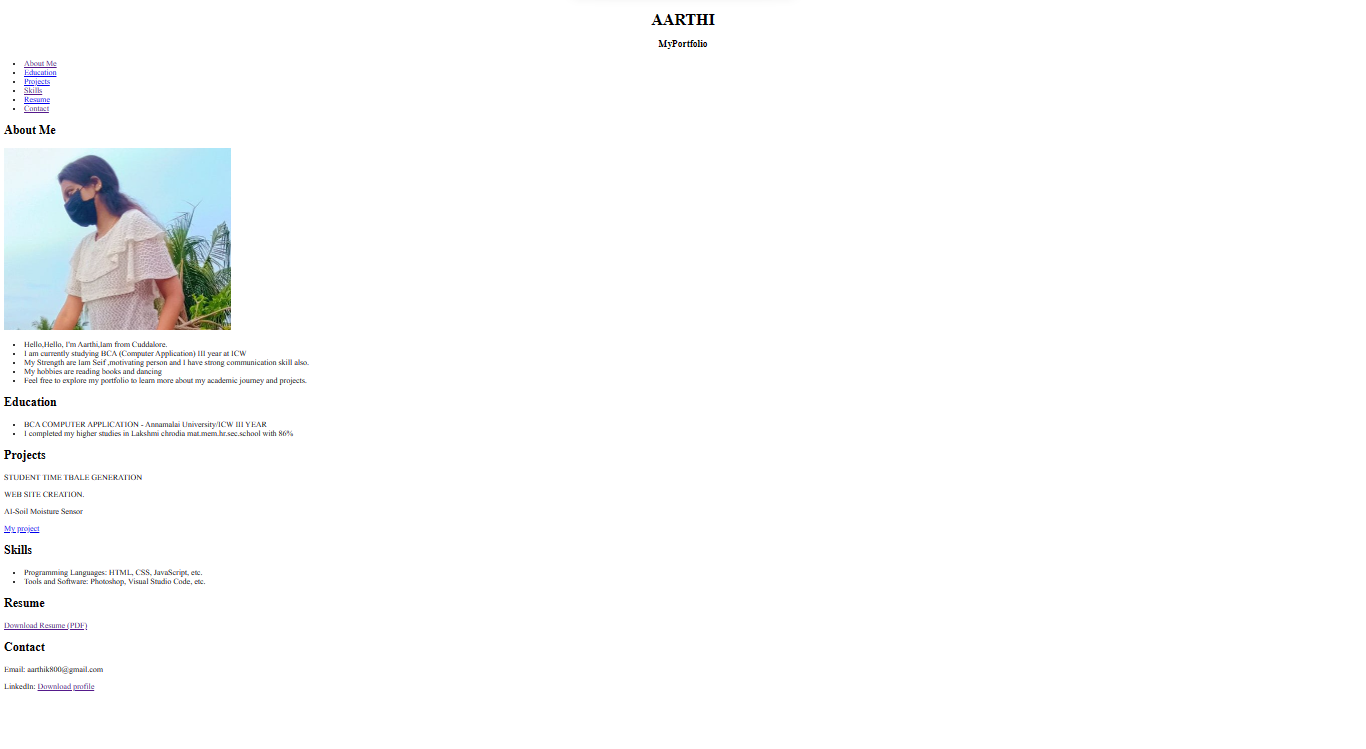 AARTHI
MyPortfolio
About Me
Education
Projects
Skills
Resume
Contact
About Me
Hello,Hello, I'm Aarthi,Iam from Cuddalore.
I am currently studying BCA (Computer Application) III year at ICW
My Strength are Iam Seif ,motivating person and I have strong communication skill also.
My hobbies are reading books and dancing
Feel free to explore my portfolio to learn more about my academic journey and projects.
Education
BCA COMPUTER APPLICATION - Annamalai University/ICW III YEAR
I completed my higher studies in Lakshmi chrodia mat.mem.hr.sec.school with 86%
Projects
STUDENT TIME TBALE GENERATION
WEB SITE CREATION.
AI-Soil Moisture Sensor
My project
Skills
Programming Languages: HTML, CSS, JavaScript, etc.
Tools and Software: Photoshop, Visual Studio Code, etc.
Resume
Download Resume (PDF)
Contact
Email: aarthik800@gmail.com
LinkedIn: Download profile